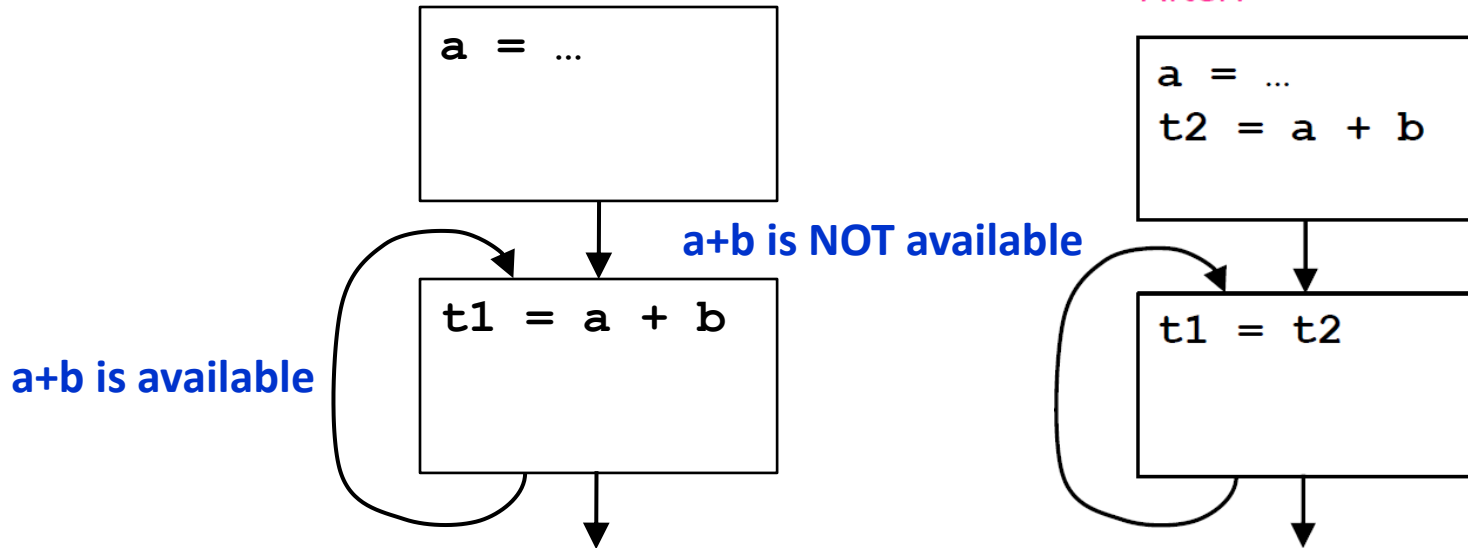 a = …
a+b is NOT available
t1 = a + b
a+b is available
a = …
t2 = a + b
t1 = t2